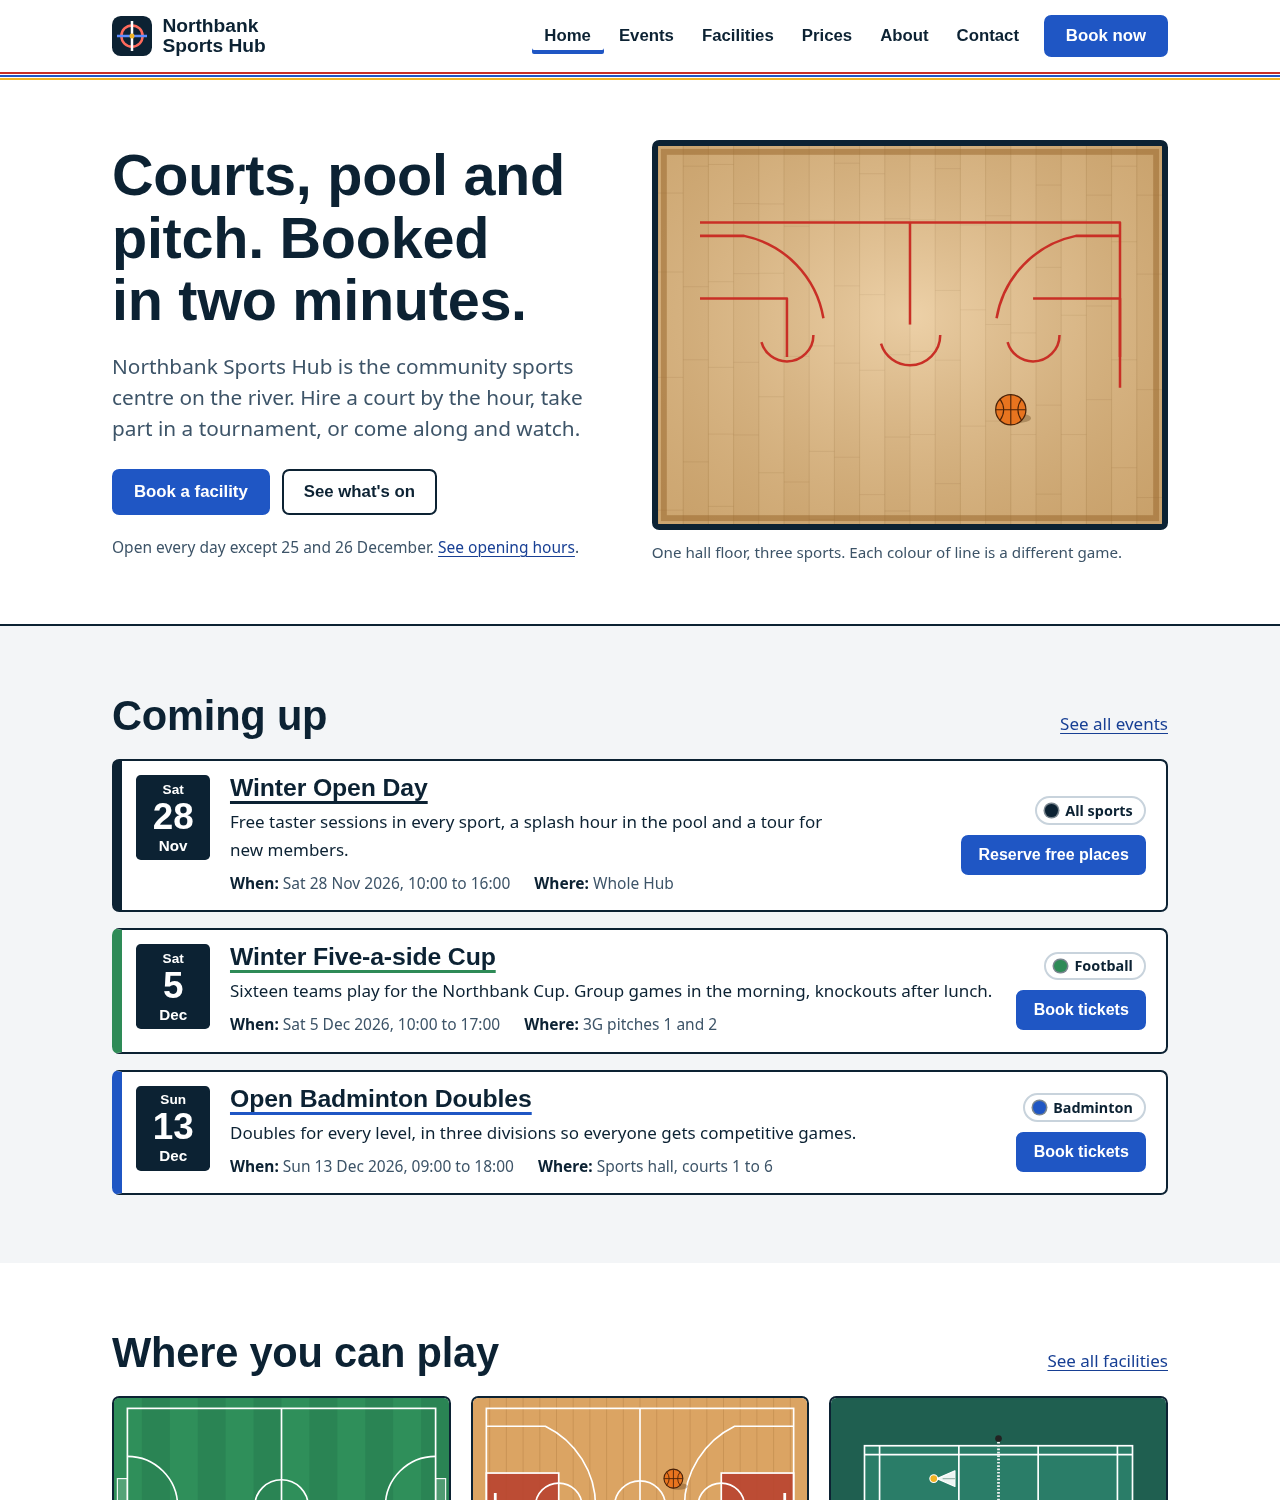 Northbank
Sports Hub
Home Events Facilities Prices About Contact Book now
Courts, pool and
pitch. Booked
in two minutes.
Northbank Sports Hub is the community sports
centre on the river. Hire a court by the hour, take
part in a tournament, or come along and watch.
Book a facility See what's on
Open every day except 25 and 26 December. See opening hours.
One hall floor, three sports. Each colour of line is a different game.
Coming up
See all events
Sat
28
Nov
Winter Open Day
Free taster sessions in every sport, a splash hour in the pool and a tour for
new members.
When: Sat 28 Nov 2026, 10:00 to 16:00 Where: Whole Hub
All sports
Reserve free places
Sat
5
Dec
Winter Five-a-side Cup
Sixteen teams play for the Northbank Cup. Group games in the morning, knockouts after lunch.
When: Sat 5 Dec 2026, 10:00 to 17:00 Where: 3G pitches 1 and 2
Football
Book tickets
Sun
13
Dec
Open Badminton Doubles
Doubles for every level, in three divisions so everyone gets competitive games.
When: Sun 13 Dec 2026, 09:00 to 18:00 Where: Sports hall, courts 1 to 6
Badminton
Book tickets
Where you can play
See all facilities